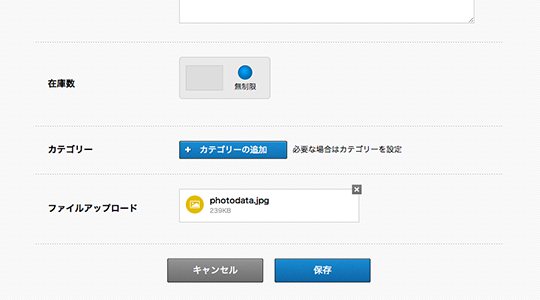 在庫数
無制限
カテゴリー
+ カテゴリーの追加 必要な場合はカテゴリーを設定
ファイルアップロード
photodata.jpg
239KB
キャンセル 保存